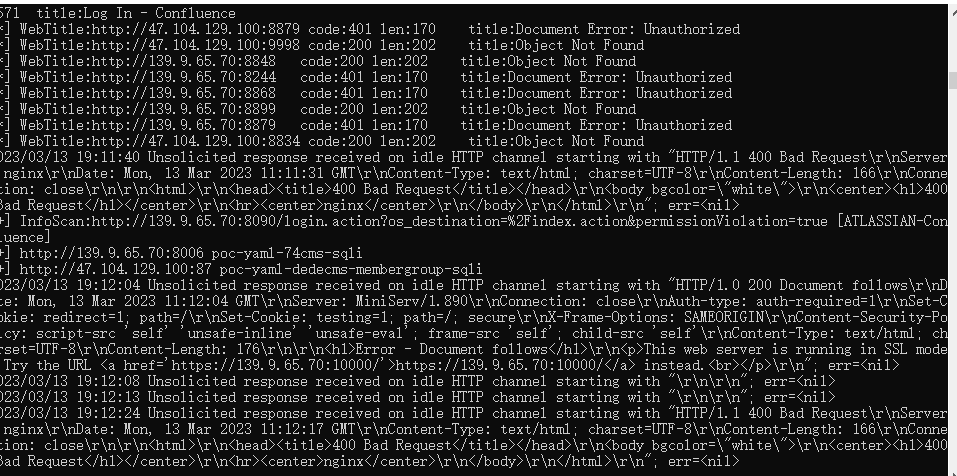 571  title:Log In - Confluence
*] WebTitle:http://47.104.129.100:8879 code:401 len:170    title:Document Error: Unauthorized
*] WebTitle:http://47.104.129.100:9998 code:200 len:202    title:Object Not Found
*] WebTitle:http://139.9.65.70:8848   code:200 len:202    title:Object Not Found
*] WebTitle:http://139.9.65.70:8244   code:401 len:170    title:Document Error: Unauthorized
*] WebTitle:http://139.9.65.70:8868   code:401 len:170    title:Document Error: Unauthorized
*] WebTitle:http://139.9.65.70:8899   code:200 len:202    title:Object Not Found
*] WebTitle:http://139.9.65.70:8879   code:401 len:170    title:Document Error: Unauthorized
*] WebTitle:http://47.104.129.100:8834 code:200 len:202    title:Object Not Found
023/03/13 19:11:40 Unsolicited response received on idle HTTP channel starting with "HTTP/1.1 400 Bad Request\r\nServer
 nginx\r\nDate: Mon, 13 Mar 2023 11:11:31 GMT\r\nContent-Type: text/html; charset=UTF-8\r\nContent-Length: 166\r\nConnec
tion: close\r\n\r\n<html>\r\n<head><title>400 Bad Request</title></head>\r\n<body bgcolor=\"white\">\r\n<center><h1>400
Bad Request</h1></center>\r\n<hr><center>nginx</center>\r\n</body>\r\n</html>\r\n"; err=<nil>
+] InfoScan:http://139.9.65.70:8090/login.action?os_destination=%2Findex.action&permissionViolation=true [ATLASSIAN-Con
luence]
+] http://139.9.65.70:8006 poc-yaml-74cms-sqli
+] http://47.104.129.100:87 poc-yaml-dedecms-membergroup-sqli
023/03/13 19:12:04 Unsolicited response received on idle HTTP channel starting with "HTTP/1.0 200 Document follows\r\nD
te: Mon, 13 Mar 2023 11:12:04 GMT\r\nServer: MiniServ/1.890\r\nConnection: close\r\nAuth-type: auth-required=1\r\nSet-C
okie: redirect=1; path=/\r\nSet-Cookie: testing=1; path=/; secure\r\nX-Frame-Options: SAMEORIGIN\r\nContent-Security-Po
icy: script-src 'self' 'unsafe-inline' 'unsafe-eval'; frame-src 'self'; child-src 'self'\r\nContent-Type: text/html; ch
rset=UTF-8\r\nContent-Length: 176\r\n\r\n<h1>Error - Document follows</h1>\r\n<p>This web server is running in SSL mode
 Try the URL <a href='https://139.9.65.70:10000/'>https://139.9.65.70:10000/</a> instead.<br></p>\r\n"; err=<nil>
023/03/13 19:12:08 Unsolicited response received on idle HTTP channel starting with "\r\n\r\n"; err=<nil>
023/03/13 19:12:13 Unsolicited response received on idle HTTP channel starting with "\r\n\r\n"; err=<nil>
023/03/13 19:12:24 Unsolicited response received on idle HTTP channel starting with "HTTP/1.1 400 Bad Request\r\nServer
 nginx\r\nDate: Mon, 13 Mar 2023 11:12:17 GMT\r\nContent-Type: text/html; charset=UTF-8\r\nContent-Length: 166\r\nConne
tion: close\r\n\r\n<html>\r\n<head><title>400 Bad Request</title></head>\r\n<body bgcolor=\"white\">\r\n<center><h1>400
Bad Request</h1></center>\r\n<hr><center>nginx</center>\r\n</body>\r\n</html>\r\n"; err=<nil>